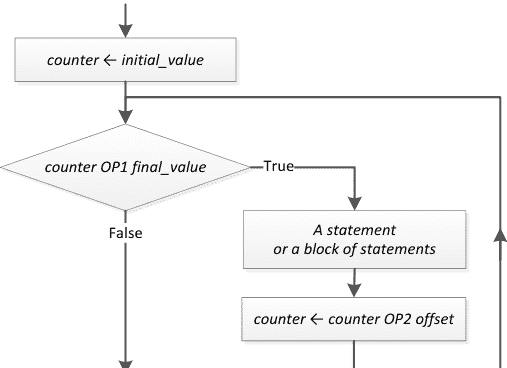 counter ← initial_value
counter OP1 final_value
True
False
A statement
or a block of statements
counter ← counter OP2 offset